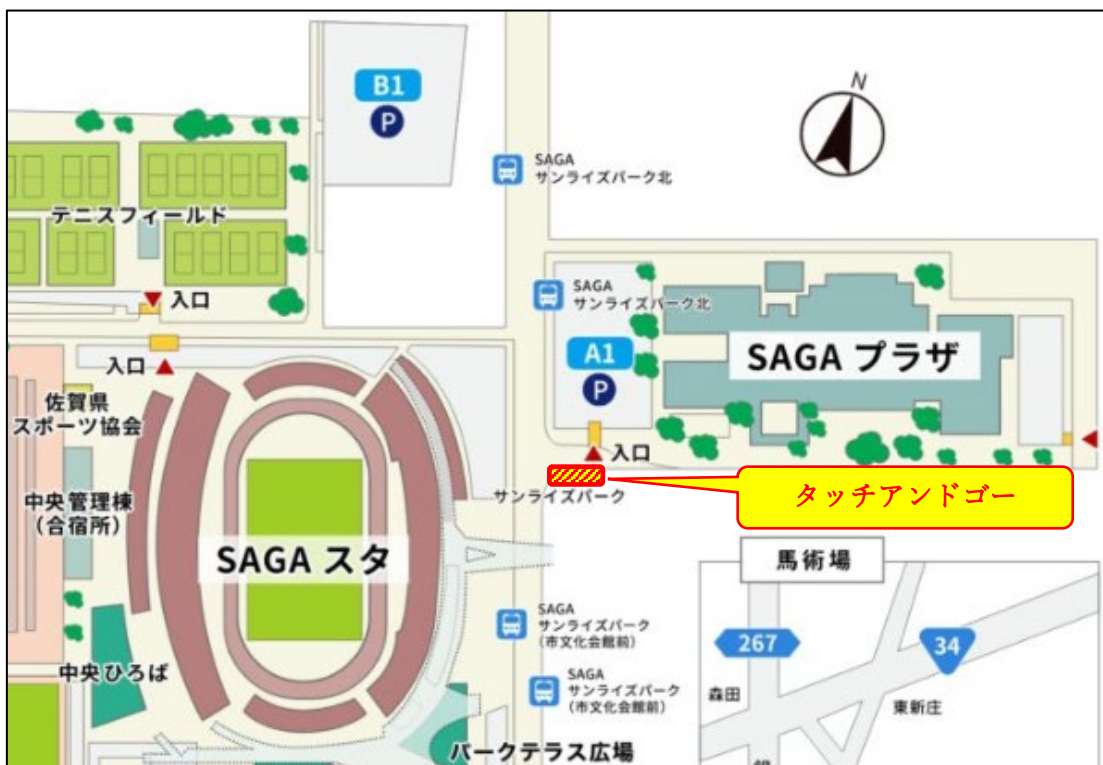 B1
P
N
SAGA
サンライズパーク北
テニスフィールド
入口
SAGA
サンライズパーク北
A1
P
SAGA プラザ
入口
佐賀県
スポーツ協会
入口
サンライズパーク
タッチアンドゴー
中央管理棟
(合宿所)
SAGA スタ
馬術場
SAGA
サンライズパーク
(市文化会館前)
267
34
中央ひろば
SAGA
サンライズパーク
(市文化会館前)
森田
東新庄
パークテラス広場